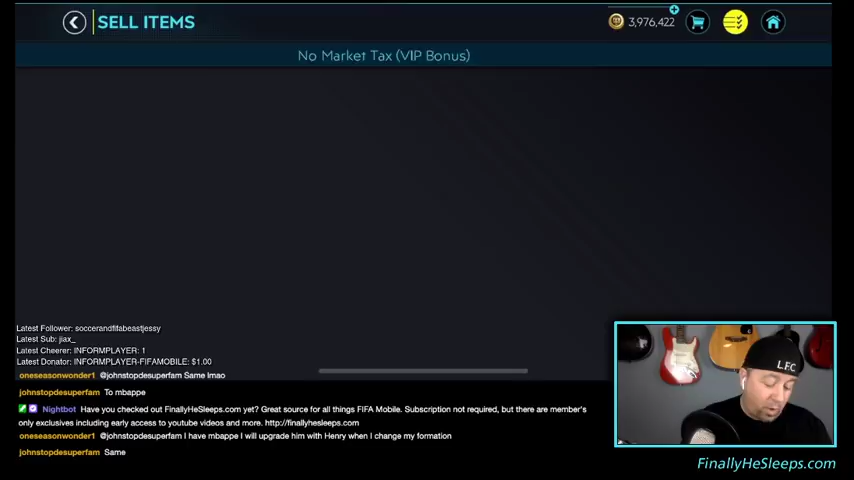 SELL ITEMS
3,976,422
No Market Tax (VIP Bonus)
Latest Follower: soccerandfifabeastjessy
Latest Sub: jiax_
Latest Cheerer: INFORMPLAYER: 1
Latest Donator: INFORMPLAYER-FIFAMOBILE: $1.00
oneseasonwonder1 @johnstopdesuperfam Same lmao
johnstopdesuperfam To mbappe
Nightbot Have you checked out FinallyHeSleeps.com yet? Great source for all things FIFA Mobile. Subscription not required, but there are member's
only exclusives including early access to youtube videos and more. http://finallyhesleeps.com
oneseasonwonder1 @johnstopdesuperfam I have mbappe I will upgrade him with Henry when I change my formation
johnstopdesuperfam Same
LFC
FinallyHeSleeps.com